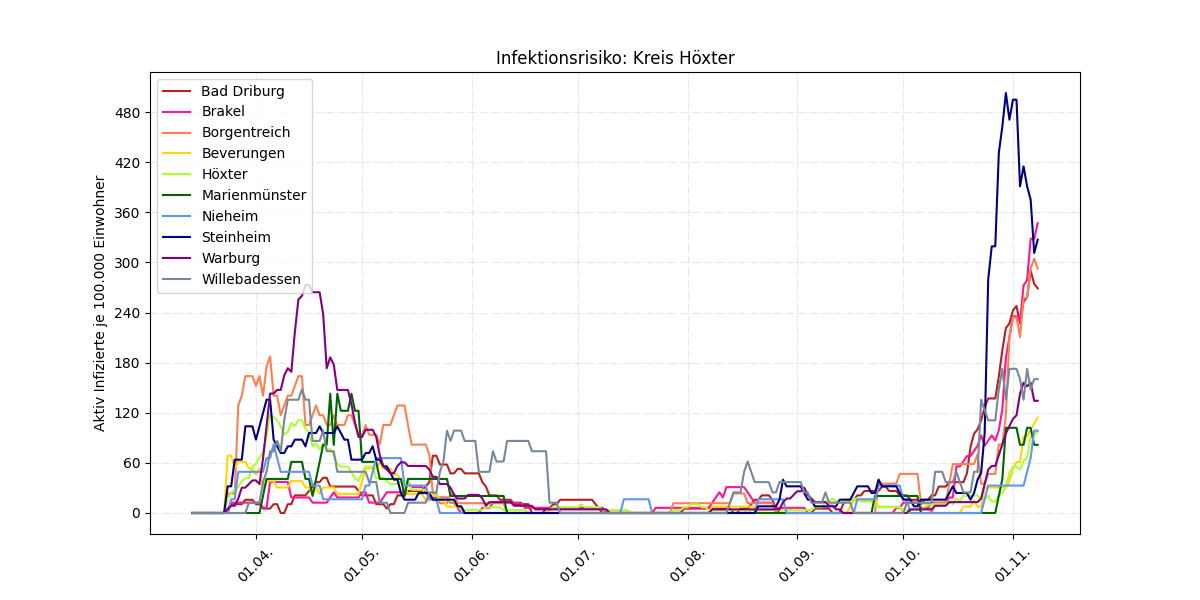 Infektionsrisiko: Kreis Höxter
Aktiv Infizierte je 100.000 Einwohner
480
420
360
300
240
180
120
60
0
Bad Driburg
Brakel
Borgentreich
Beverungen
Höxter
Marienmünster
Nieheim
Steinheim
Warburg
Willebadessen
01.04.
01.05.
01.06.
01.07.
01.08.
01.09.
01.10.
01.11.